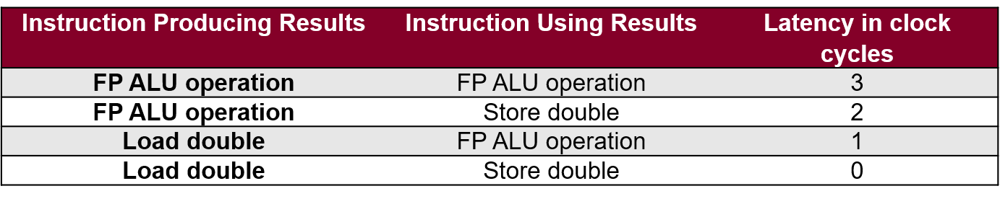 Instruction Producing Results Instruction Using Results Latency in clock
cycles
FP ALU operation FP ALU operation 3
FP ALU operation Store double 2
Load double FP ALU operation 1
Load double Store double 0